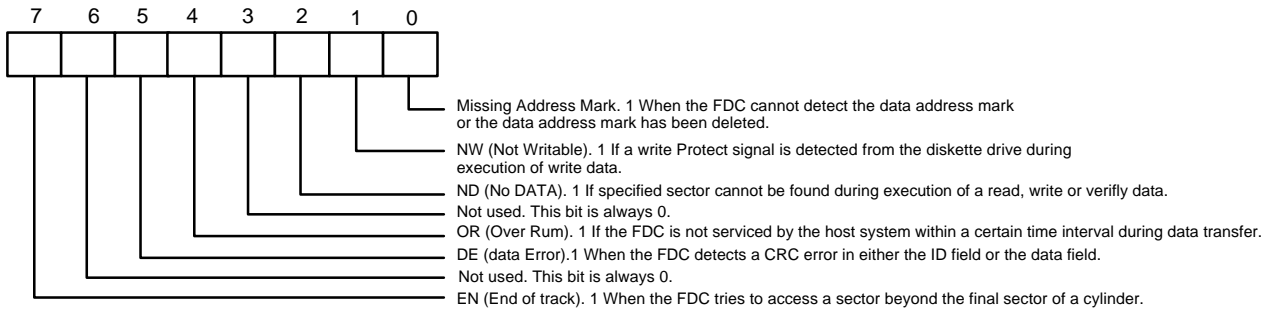 7 6 5 4 3 2 1 0
Missing Address Mark. 1 When the FDC cannot detect the data address mark
or the data address mark has been deleted.
NW (Not Writable). 1 If a write Protect signal is detected from the diskette drive during
execution of write data.
ND (No DATA). 1 If specified sector cannot be found during execution of a read, write or verifly data.
Not used. This bit is always 0.
OR (Over Rum). 1 If the FDC is not serviced by the host system within a certain time interval during data transfer.
DE (data Error).1 When the FDC detects a CRC error in either the ID field or the data field.
Not used. This bit is always 0.
EN (End of track). 1 When the FDC tries to access a sector beyond the final sector of a cylinder.